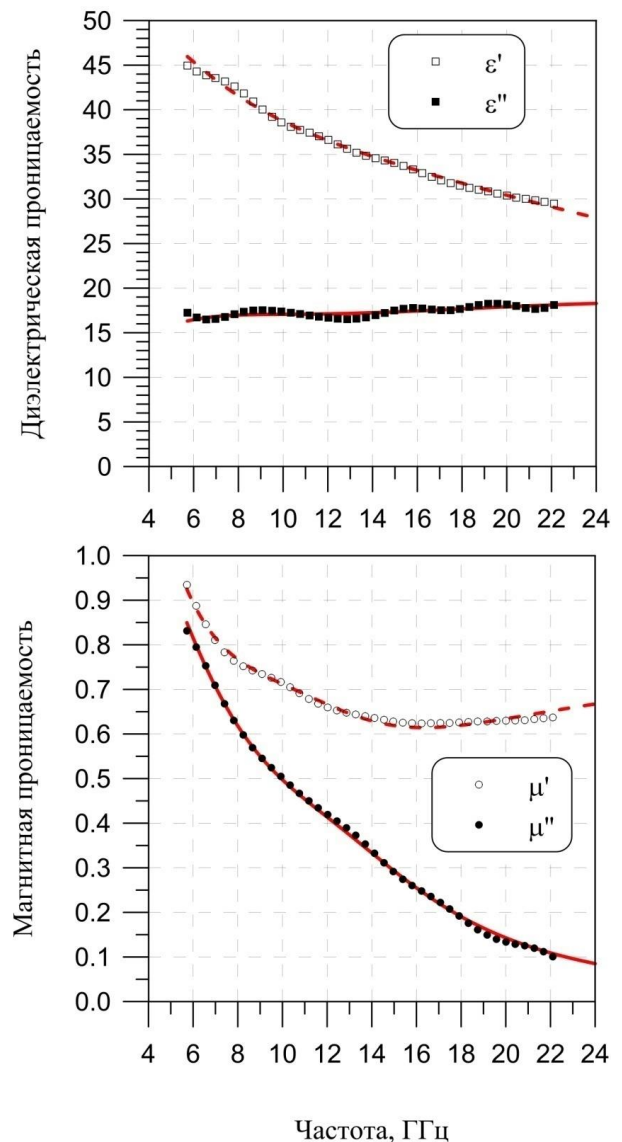 Диэлектрическая проницаемость
50
45
40
35
30
25
20
15
10
5
0
ε'
ε"
4 6 8 10 12 14 16 18 20 22 24
Магнитная проницаемость
1.0
0.9
0.8
0.7
0.6
0.5
0.4
0.3
0.2
0.1
0.0
μ'
μ"
4 6 8 10 12 14 16 18 20 22 24
Частота, ГГц